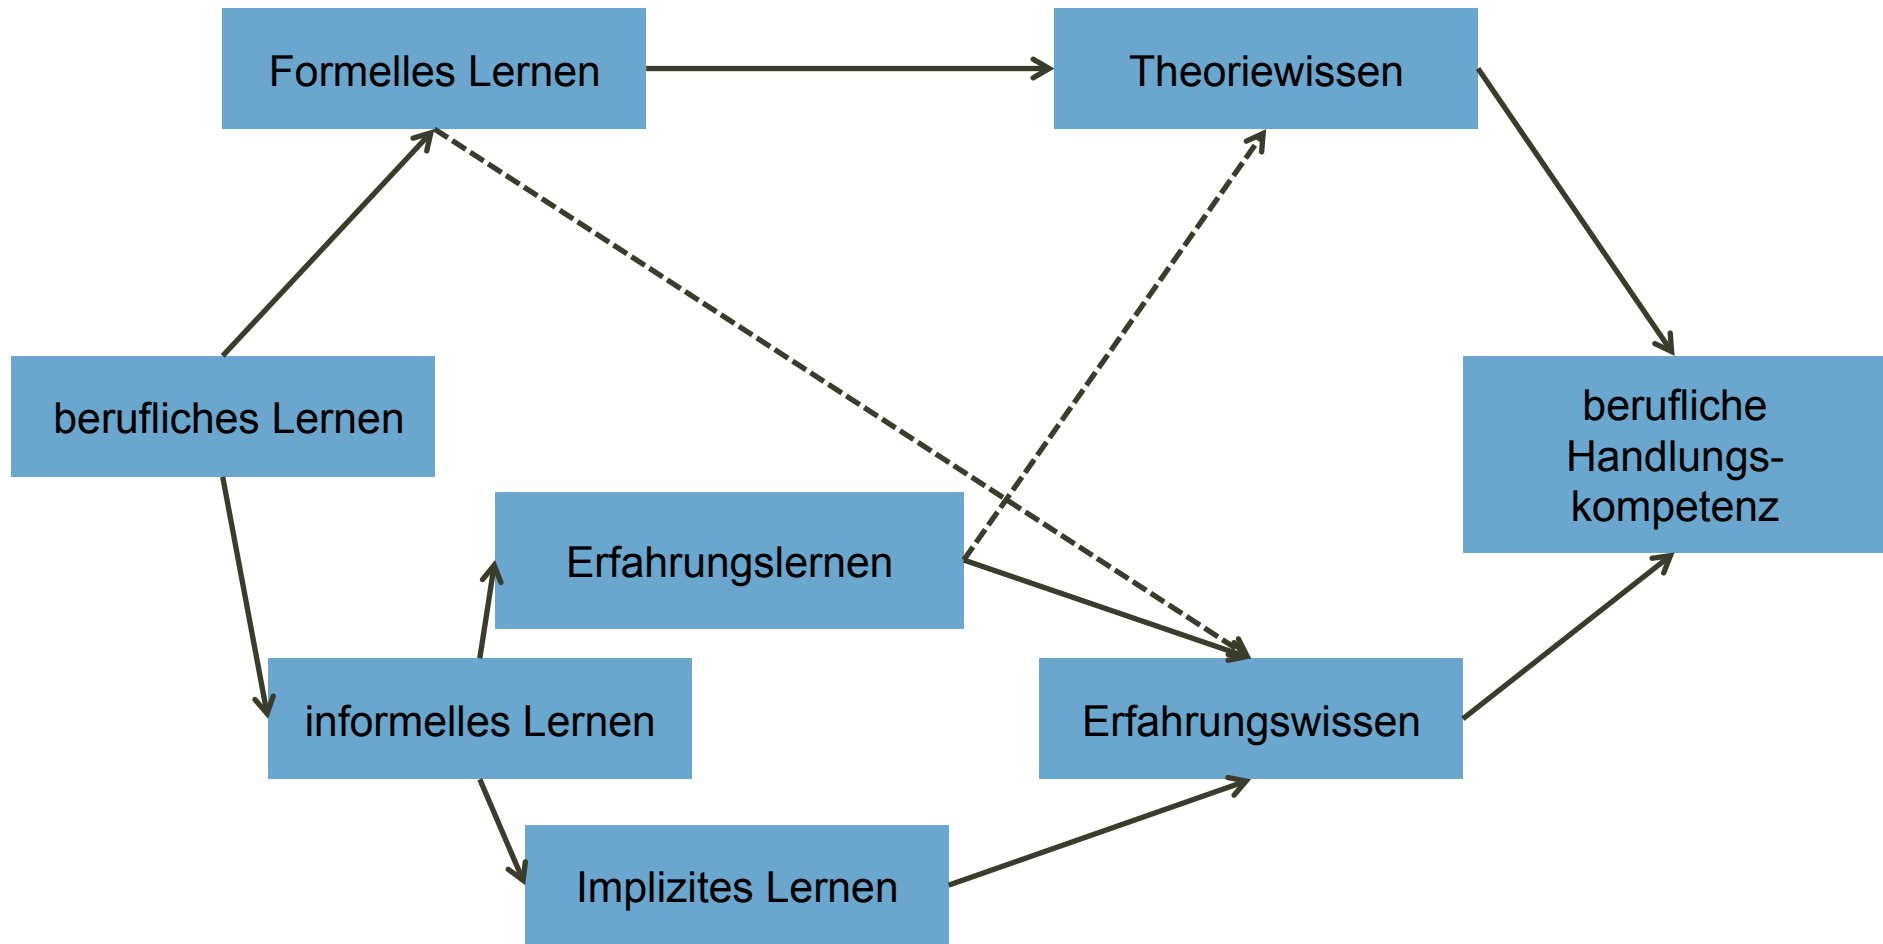 Formelles Lernen
Theoriewissen
berufliches Lernen
berufliche
Handlungs-
kompetenz
Erfahrungslernen
informelles Lernen
Erfahrungswissen
Implizites Lernen